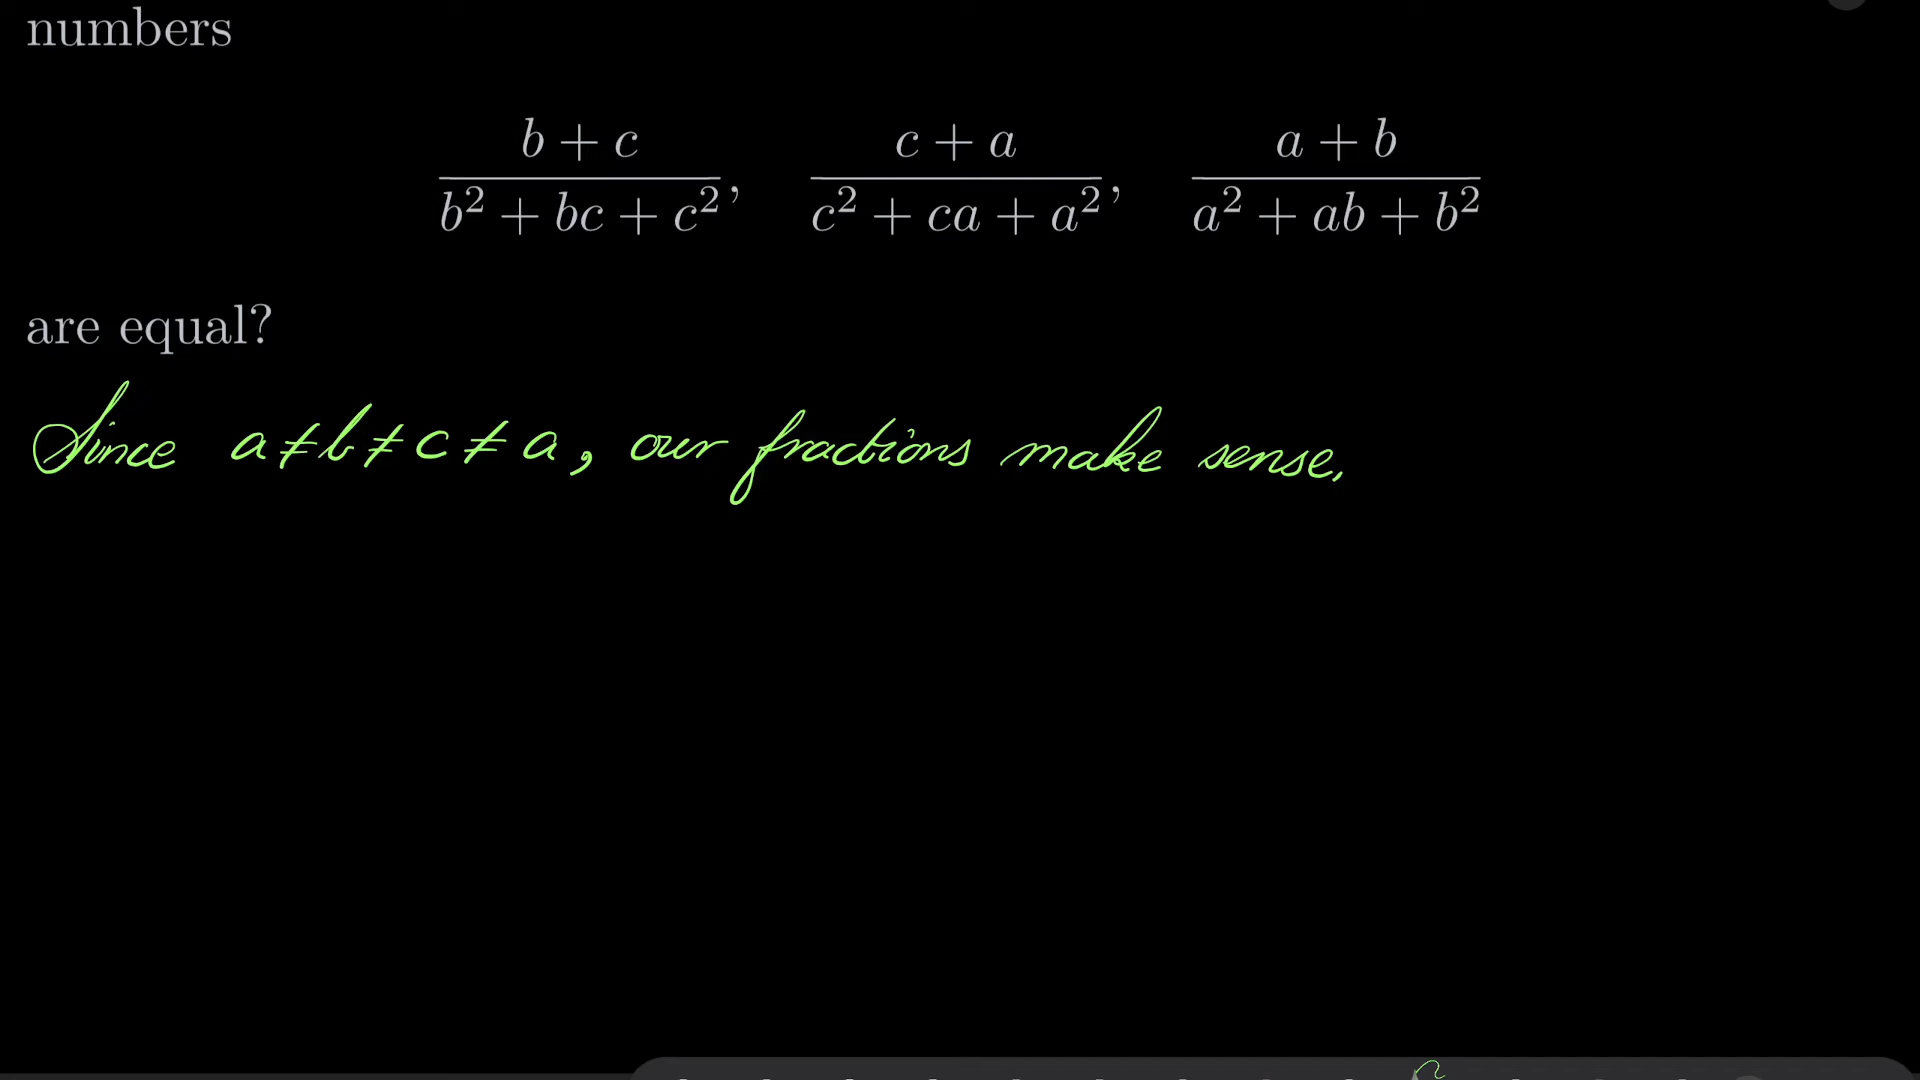 numbers
b + c / b² + bc + c², c + a / c² + ca + a², a + b / a² + ab + b²
are equal?
Since a ≠ b ≠ c ≠ a, our fractions make sense.